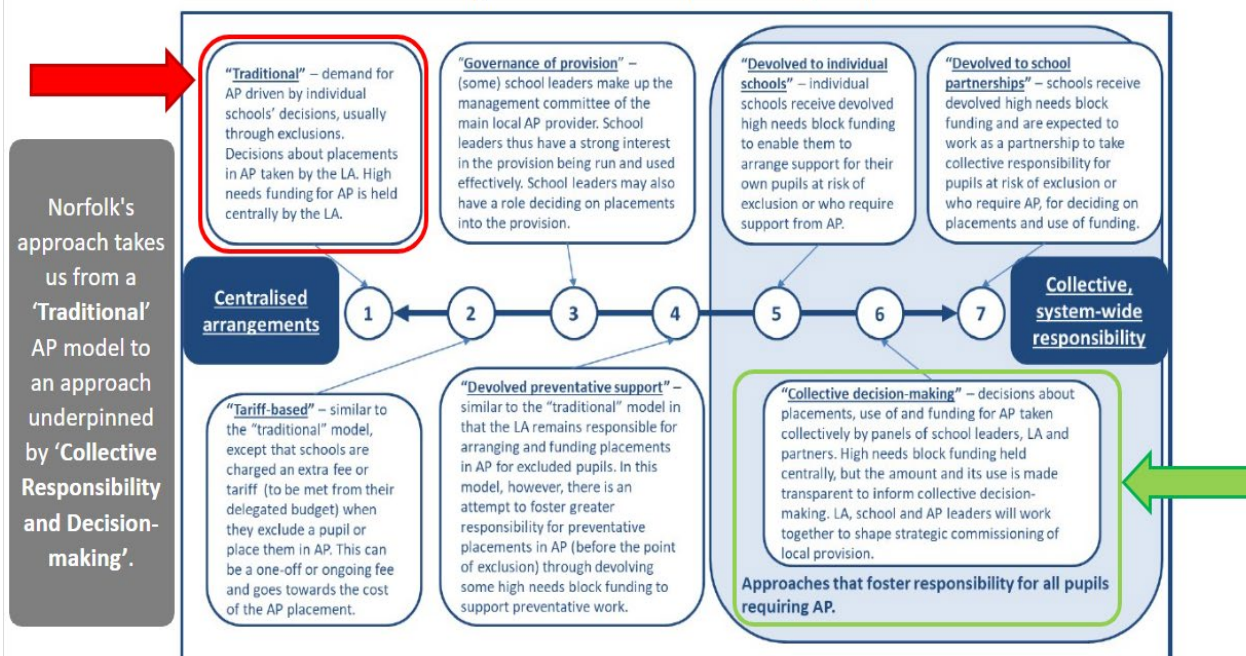 Norfolk's
approach takes
us from a
‘Traditional’
AP model to
an approach
underpinned
by ‘Collective
Responsibility
and Decision-
making’.
“Traditional” – demand for
AP driven by individual
schools’ decisions, usually
through exclusions.
Decisions about placements
in AP taken by the LA. High
needs funding for AP is held
centrally by the LA.
“Governance of provision” –
(some) school leaders make up the
management committee of the
main local AP provider. School
leaders thus have a strong interest
in the provision being run and used
effectively. School leaders may also
have a role deciding on placements
into the provision.
“Devolved to individual
schools” – individual
schools receive devolved
high needs block funding
to enable them to
arrange support for their
own pupils at risk of
exclusion or who require
support from AP.
“Devolved to school
partnerships” – schools receive
devolved high needs block
funding and are expected to
work as a partnership to take
collective responsibility for
pupils at risk of exclusion or
who require AP, for deciding on
placements and use of funding.
Centralised
arrangements
1
2
3
4
5
6
7
Collective,
system-wide
responsibility
“Tariff-based” – similar to
the “traditional” model,
except that schools are
charged an extra fee or
tariff (to be met from their
delegated budget) when
they exclude a pupil or
place them in AP. This can
be a one-off or ongoing fee
and goes towards the cost
of the AP placement.
“Devolved preventative support” –
similar to the “traditional” model in
that the LA remains responsible for
arranging and funding placements
in AP for excluded pupils. In this
model, however, there is an
attempt to foster greater
responsibility for preventative
placements in AP (before the point
of exclusion) through devolving
some high needs block funding to
support preventative work.
“Collective decision-making” – decisions about
placements, use of and funding for AP taken
collectively by panels of school leaders, LA and
partners. High needs block funding held
centrally, but the amount and its use is made
transparent to inform collective decision-
making. LA, school and AP leaders will work
together to shape strategic commissioning of
local provision.
Approaches that foster responsibility for all pupils
requiring AP.